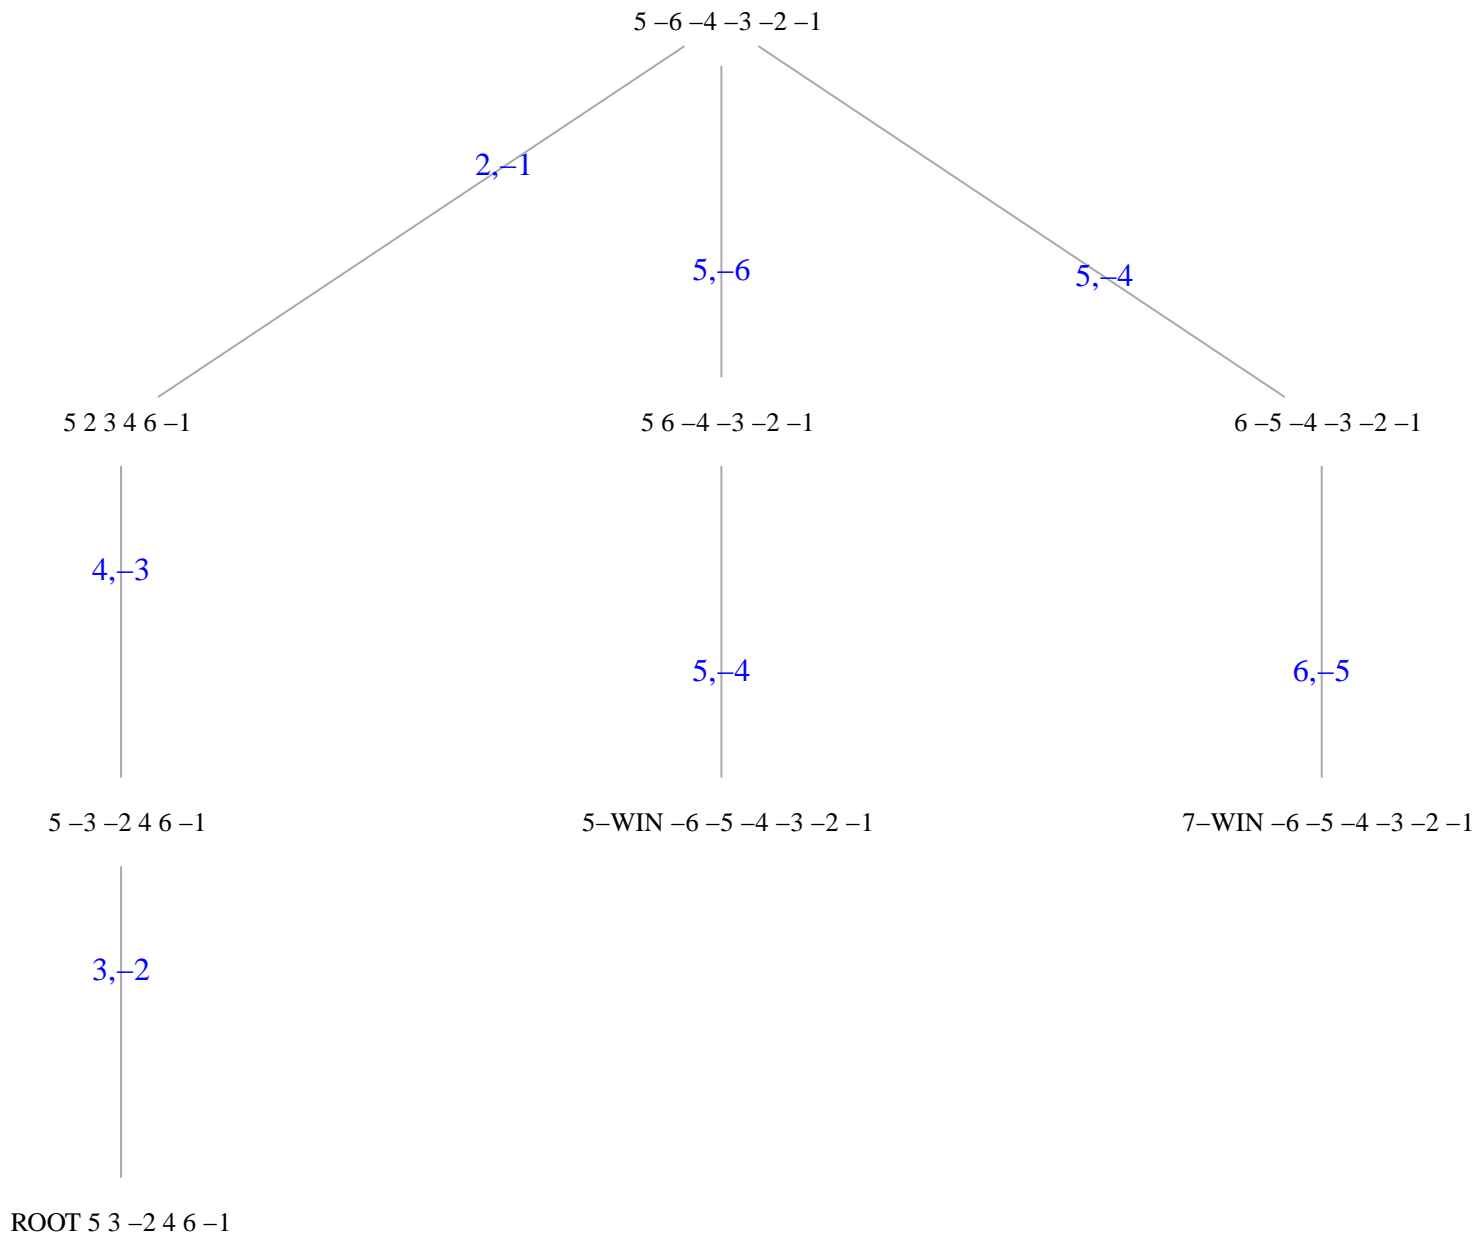 5 –6 –4 –3 –2 –1
2,–1
5,–6
5,–4
5 2 3 4 6 –1
5 6 –4 –3 –2 –1
6 –5 –4 –3 –2 –1
4,–3
5,–4
6,–5
5 –3 –2 4 6 –1
5–WIN –6 –5 –4 –3 –2 –1
7–WIN –6 –5 –4 –3 –2 –1
3,–2
ROOT 5 3 –2 4 6 –1